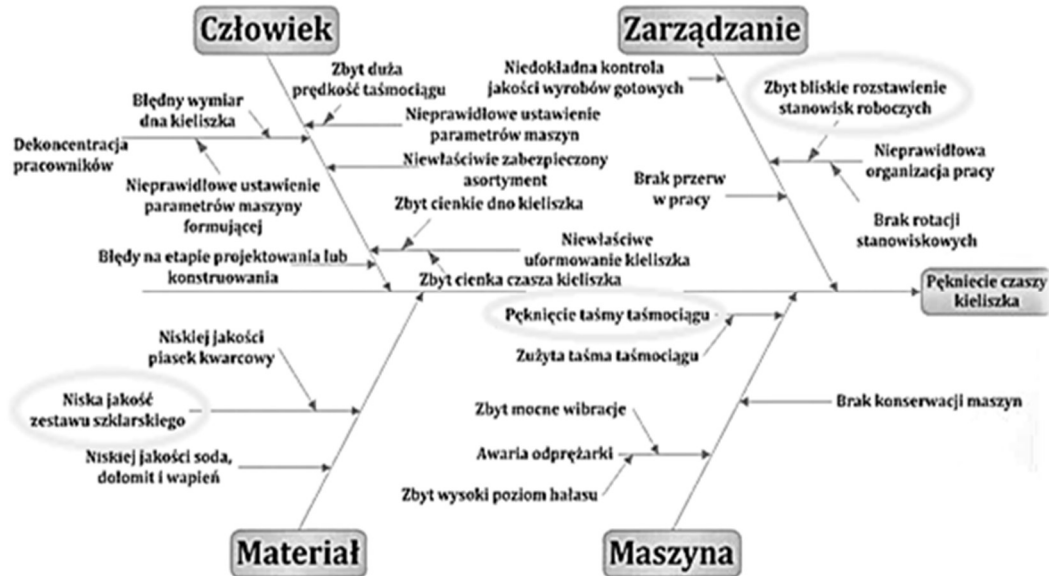 Człowiek
Zarządzanie
Zbyt duża
prędkość taśmociągu
Błędny wymiar
dna kieliszka
Nieprawidłowe ustawienie
parametrów maszyn
Dekoncentracja
pracowników
Niewłaściwie zabezpieczony
asortyment
Nieprawidłowe ustawienie
parametrów maszyny
formującej
Zbyt cienkie dno kieliszka
Niewłaściwe
uformowanie kieliszka
Błędy na etapie projektowania lub
konstruowania
Zbyt cienka czasza kieliszka
Niedokładna kontrola
jakości wyrobów gotowych
Zbyt bliskie rozstawienie
stanowisk roboczych
Nieprawidłowa
organizacja pracy
Brak przerw
w pracy
Brak rotacji
stanowiskowych
Pękniecie czaszy
kieliszka
Niskiej jakości
piasek kwarcowy
Niska jakość
zestawu szklarskiego
Niskiej jakości soda,
dolomit i wapień
Pęknięcie taśmy taśmociągu
Zużyta taśma taśmociągu
Zbyt mocne wibracje
Brak konserwacji maszyn
Awaria odprężarki
Zbyt wysoki poziom hałasu
Materiał
Maszyna